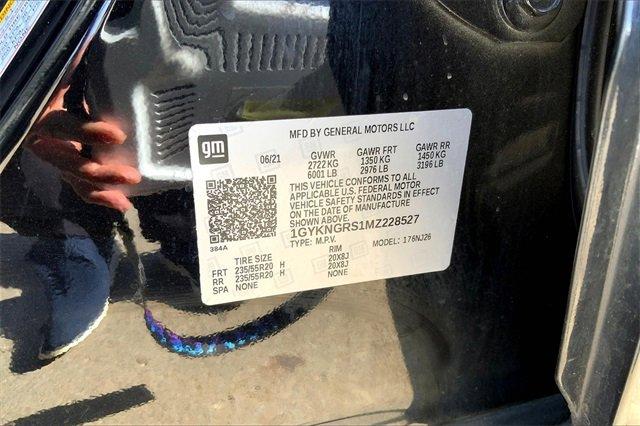 MFD BY GENERAL MOTORS LLC
gm
06/21 GVWR GAWR FRT GAWR RR
2722 KG 1350 KG 1450 KG
6001 LB 2976 LB 3196 LB
THIS VEHICLE CONFORMS TO ALL
APPLICABLE U.S. FEDERAL MOTOR
VEHICLE SAFETY STANDARDS IN EFFECT
ON THE DATE OF MANUFACTURE
SHOWN ABOVE.
1GYKNGRS1MZ228527
384A
TYPE: M.P.V. MODEL: 176NJ26
TIRE SIZE RIM
FRT 235/55R20 H 20X8J
RR 235/55R20 H 20X8J
SPA NONE NONE